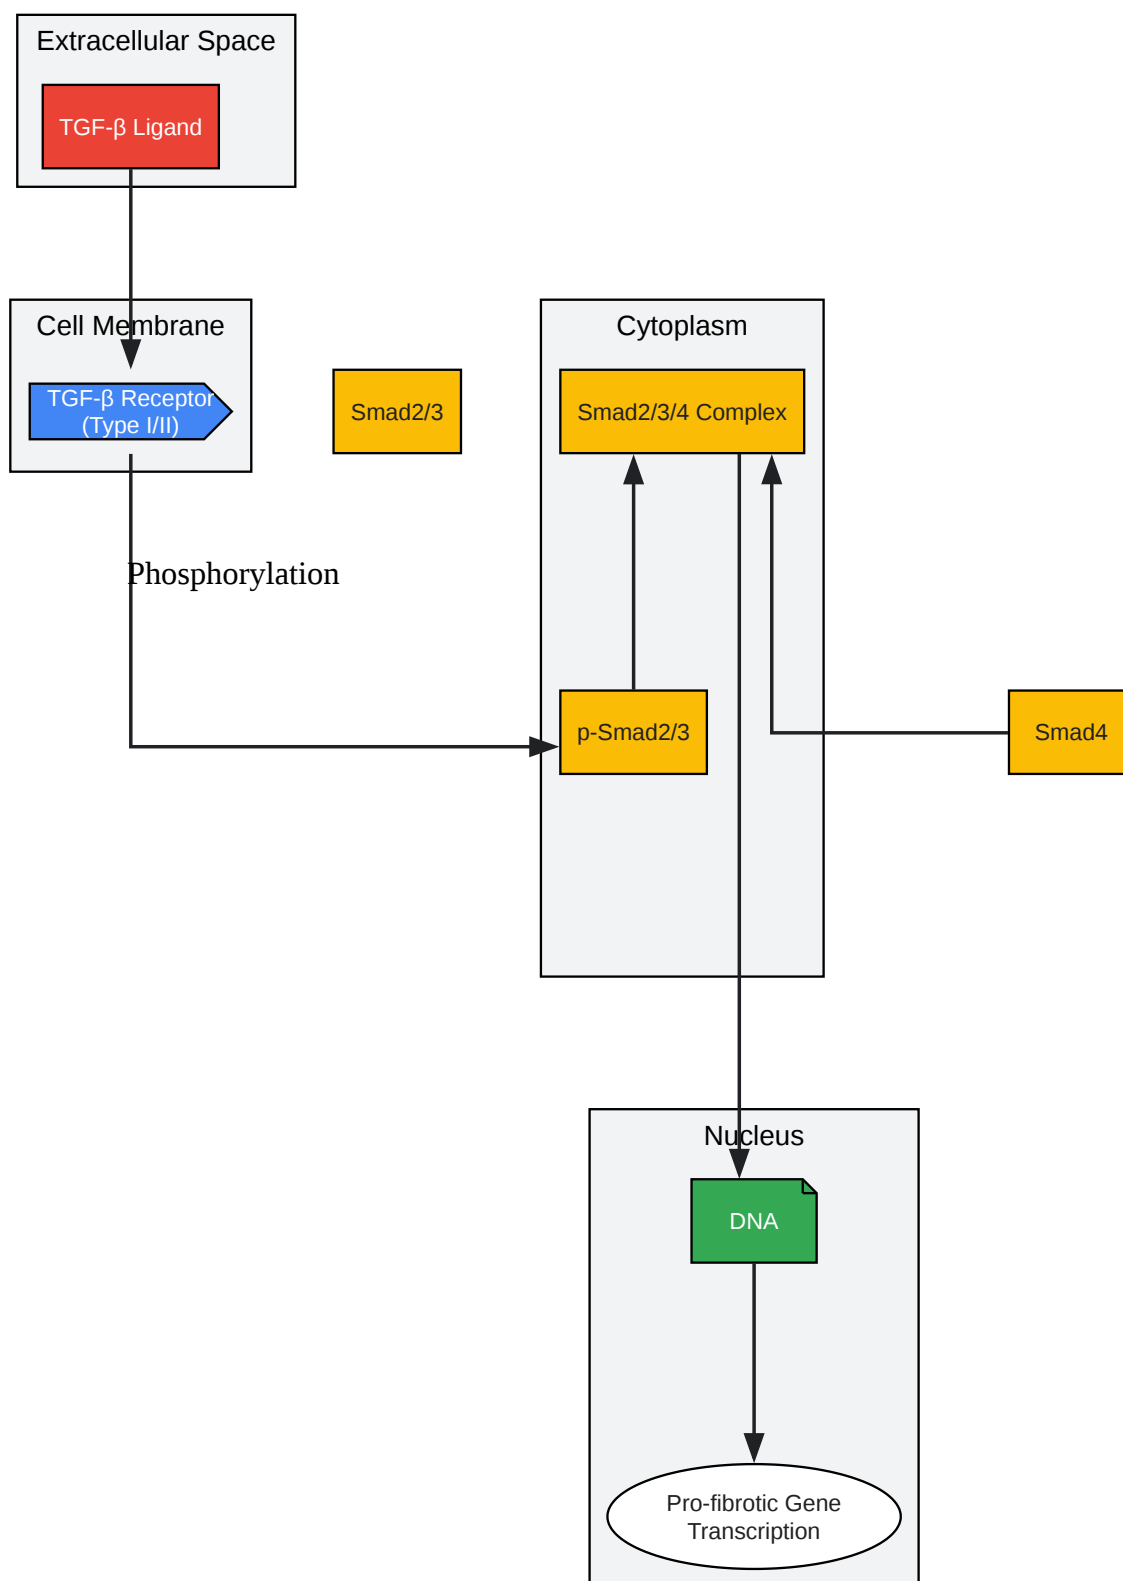 Extracellular Space
TGF-β Ligand
Cell Membrane
TGF-β Receptor
(Type I/II)
Smad2/3
Cytoplasm
Smad2/3/4 Complex
Phosphorylation
p-Smad2/3
Smad4
Nucleus
DNA
Pro-fibrotic Gene
Transcription